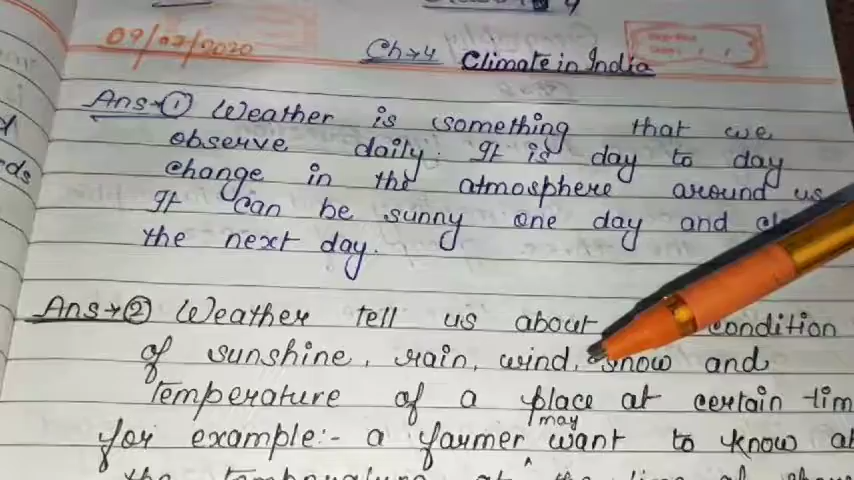 09/07/2020
Ch→4 Climate in India
Ans→① Weather is something that we
observe daily. It is day to day
change in the atmosphere around us
It can be sunny one day and
the next day.
Ans→② Weather tell us about condition
of sunshine, rain, wind, snow and
temperature of a place at certain tim
may
for example:- a farmer want to know